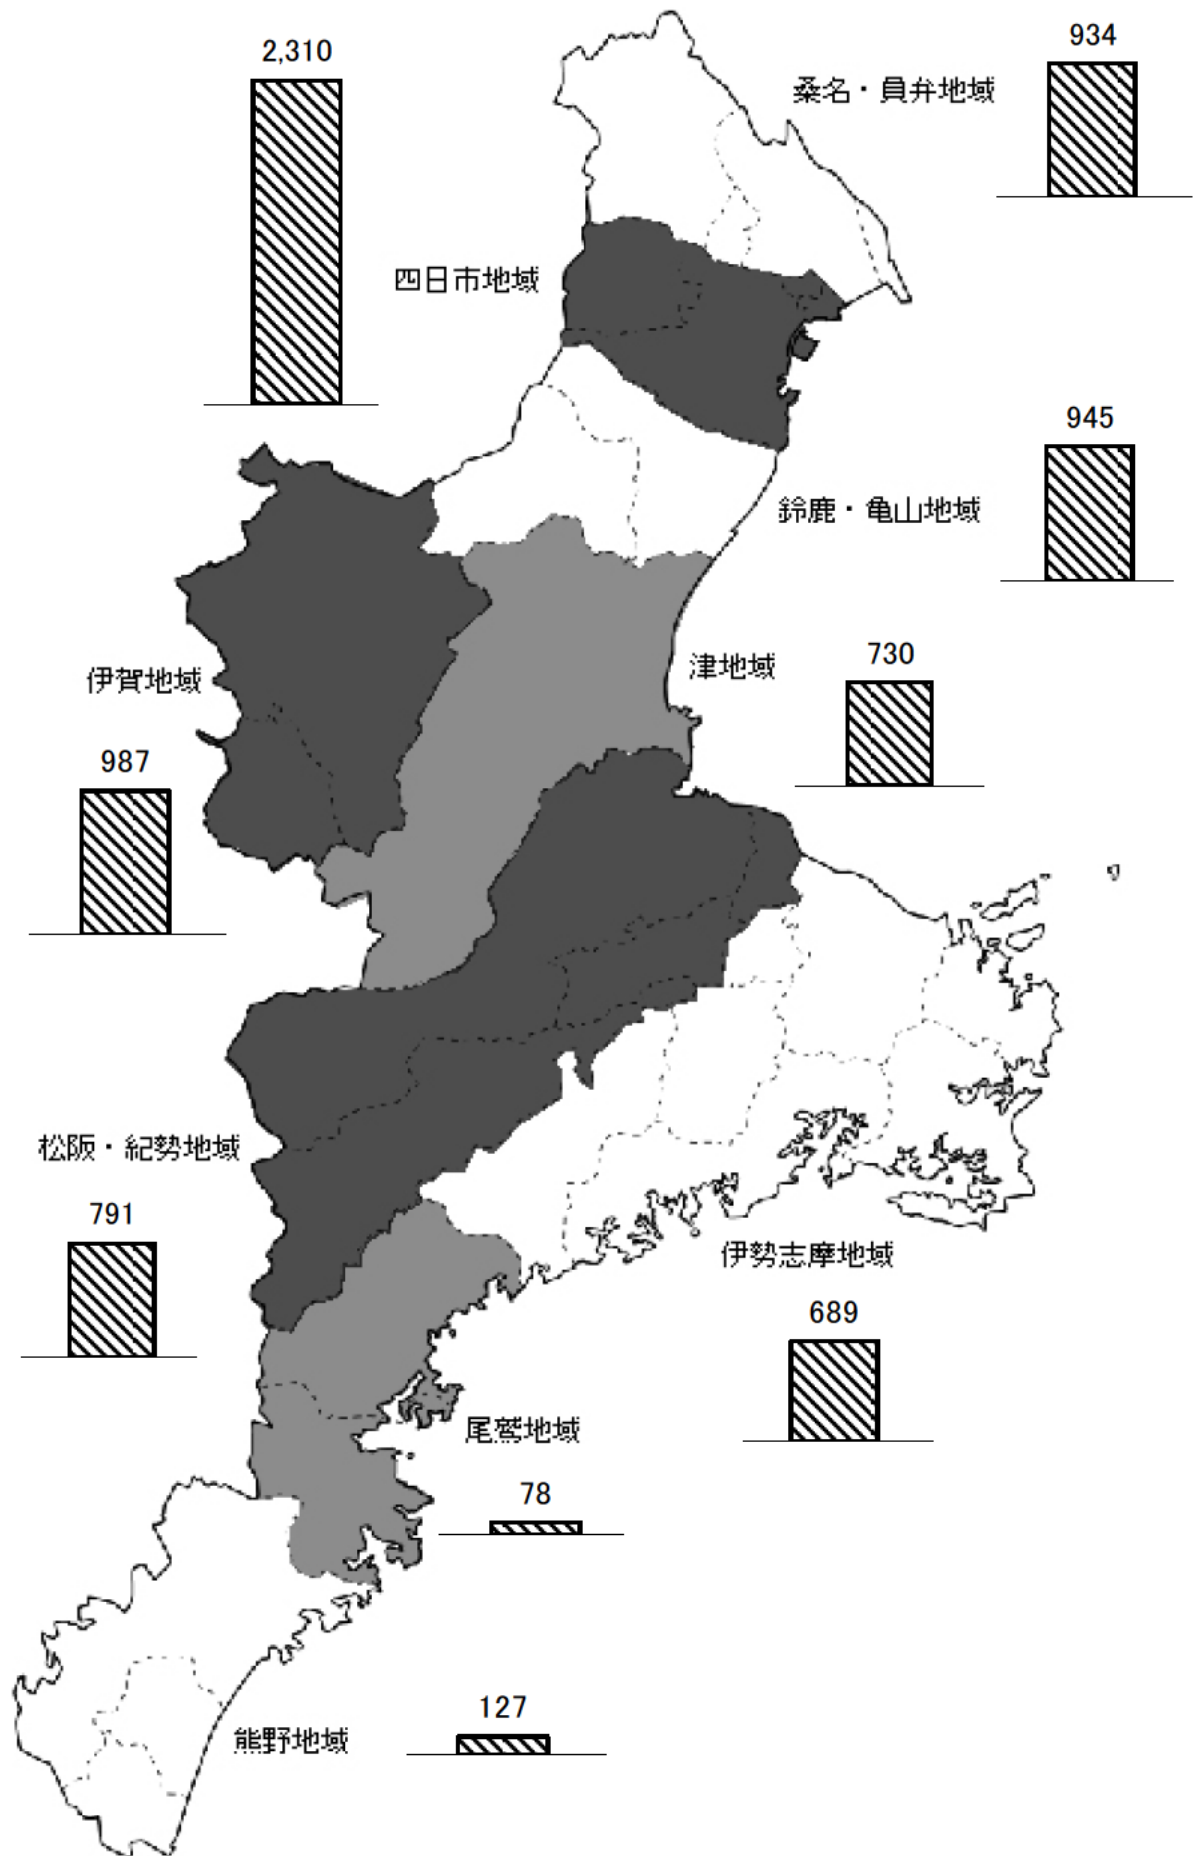 2,310
934
桑名・員弁地域
四日市地域
945
鈴鹿・亀山地域
伊賀地域
津地域
730
987
松阪・紀勢地域
791
伊勢志摩地域
689
尾鷲地域
78
熊野地域
127